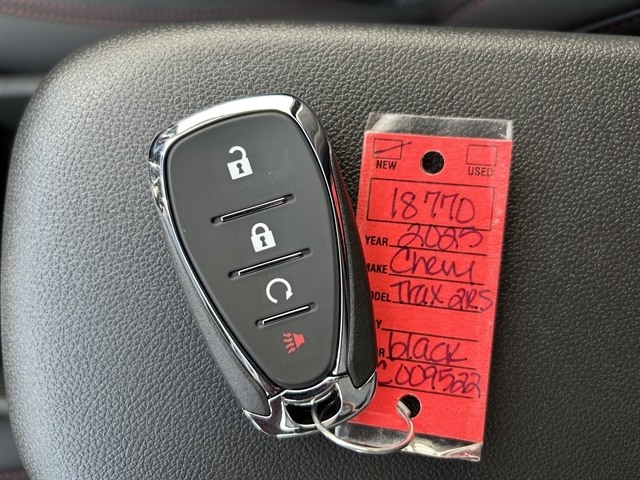 NEW USED
18770
YEAR 2025
MAKE Chevy
MODEL Trax 2RS
black
C009522